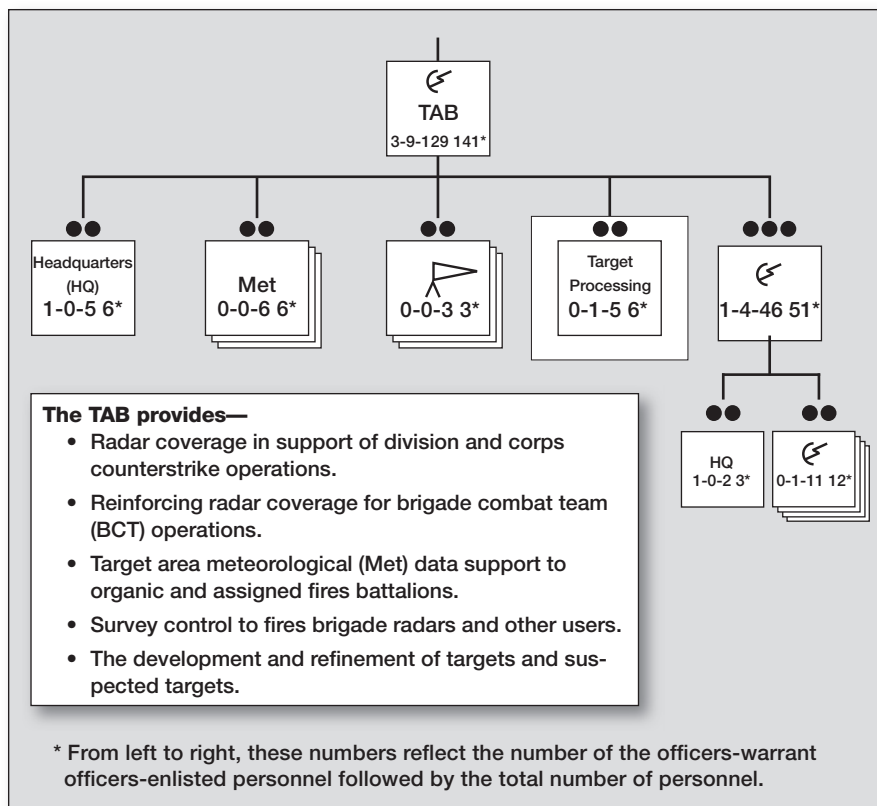 TAB
3-9-129 141*
Headquarters
(HQ)
1-0-5 6*
Met
0-0-6 6*
0-0-3 3*
Target
Processing
0-1-5 6*
1-4-46 51*
HQ
1-0-2 3*
0-1-11 12*
The TAB provides—
• Radar coverage in support of division and corps
counterstrike operations.
• Reinforcing radar coverage for brigade combat team
(BCT) operations.
• Target area meteorological (Met) data support to
organic and assigned fires battalions.
• Survey control to fires brigade radars and other users.
• The development and refinement of targets and sus-
pected targets.
* From left to right, these numbers reflect the number of the officers-warrant
officers-enlisted personnel followed by the total number of personnel.